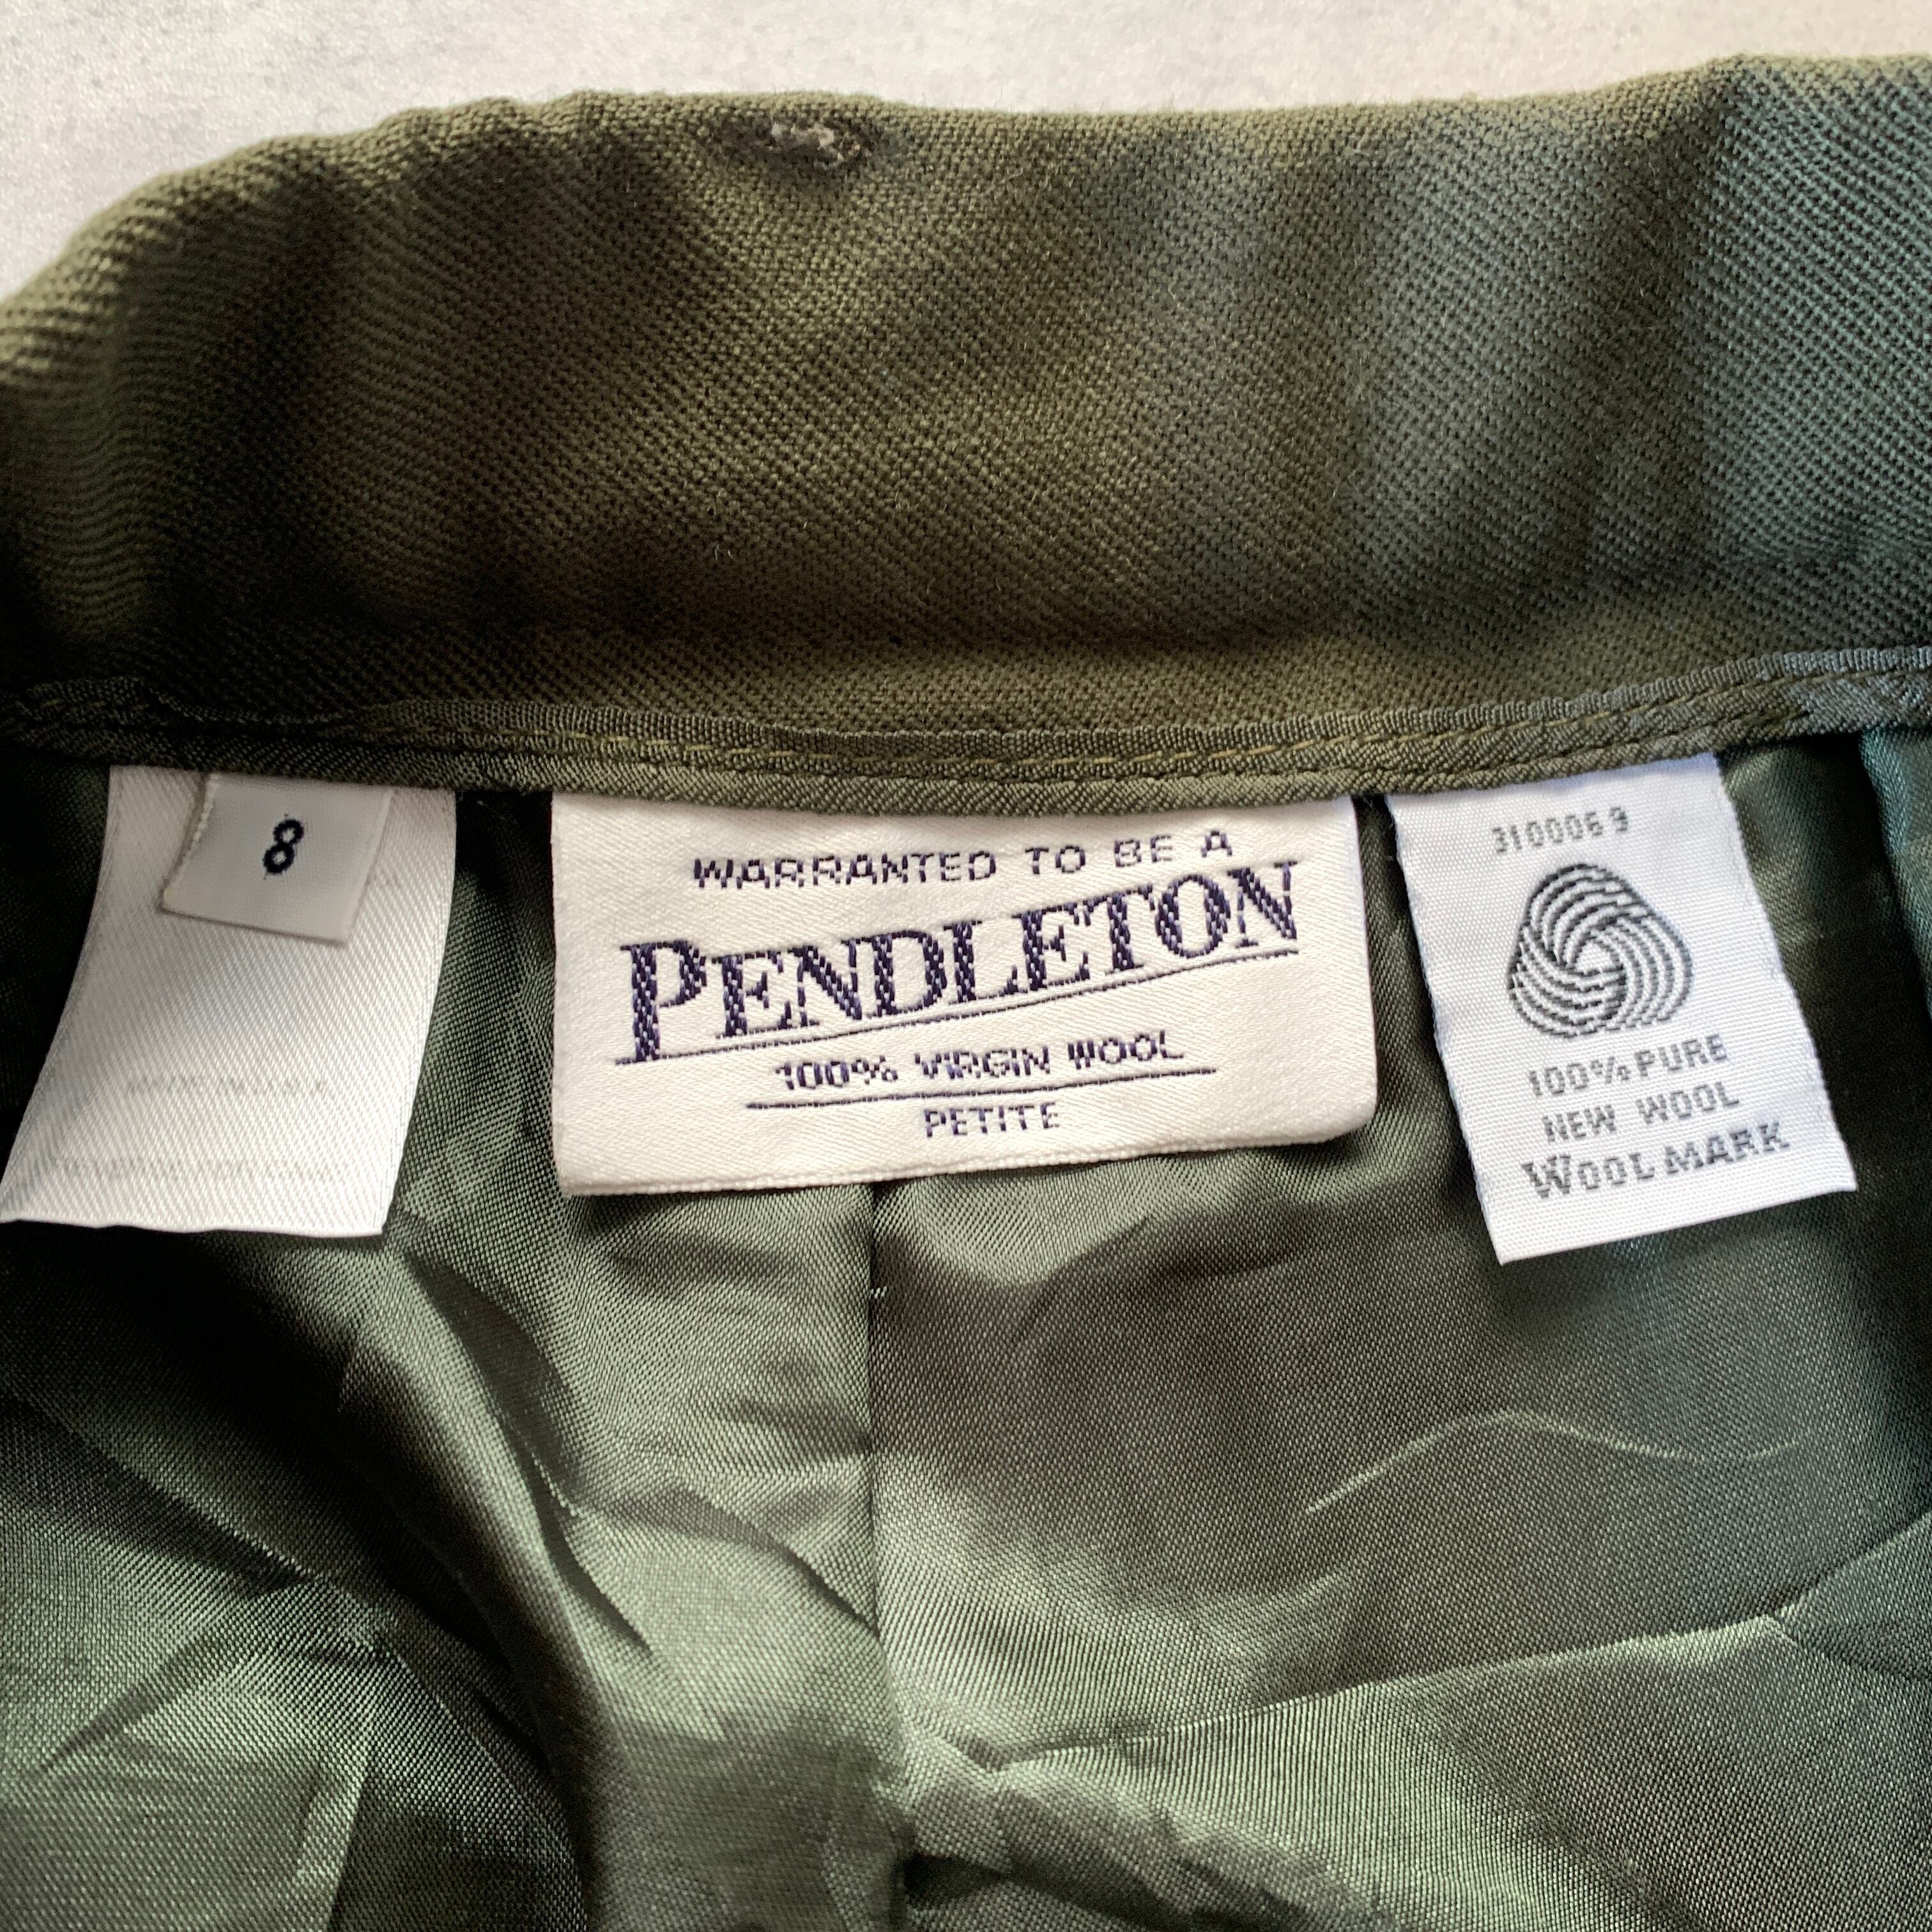 8
WARRANTED TO BE A
PENDLETON
100% VIRGIN WOOL
PETITE
3100069
100% PURE
NEW WOOL
WOOLMARK